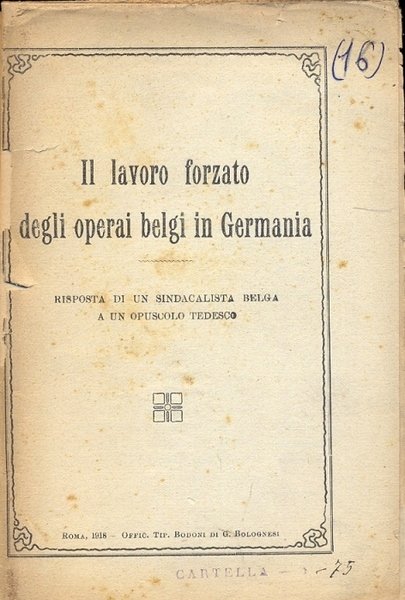 (16)
Il lavoro forzato
degli operai belgi in Germania
RISPOSTA DI UN SINDACALISTA BELGA
A UN OPUSCOLO TEDESCO
ROMA, 1918 – OFFIC. TIP. BODONI DI G. BOLOGNESI
CARTELLA - - 75